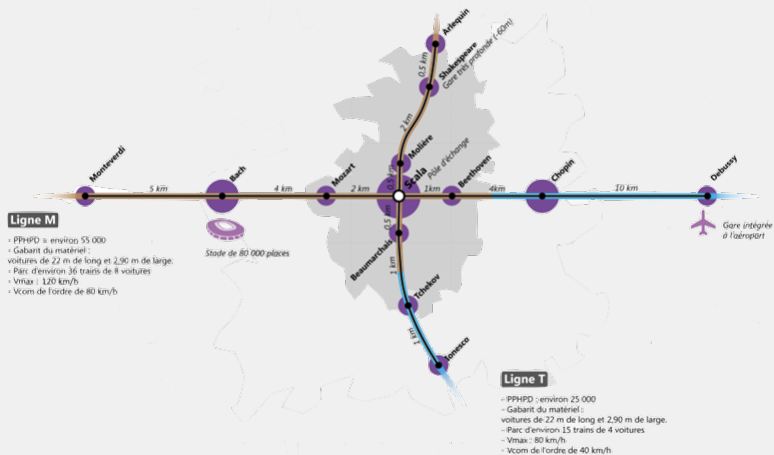 Arlequin
0,5 km
Shakespeare
Gare très profonde (-60m)
2 km
Molière
0,5 km
Pôle d'échange
Scala
Monteverdi
5 km
Bach
4 km
Mozart
2 km
1km
Beethoven
4km
Chopin
10 km
Debussy
Gare intégrée
à l'aéroport
Stade de 80 000 places
0,5 km
Beaumarchais
1 km
Tchekov
1 km
Ionesco
Ligne M
- PPHPD : environ 55 000
- Gabarit du matériel :
voitures de 22 m de long et 2,90 m de large.
- Parc d'environ 36 trains de 8 voitures
- Vmax : 120 km/h
- Vcom de l'ordre de 80 km/h
Ligne T
- PPHPD : environ 25 000
- Gabarit du matériel :
voitures de 22 m de long et 2,90 m de large.
- Parc d'environ 15 trains de 4 voitures
- Vmax : 80 km/h
- Vcom de l'ordre de 40 km/h